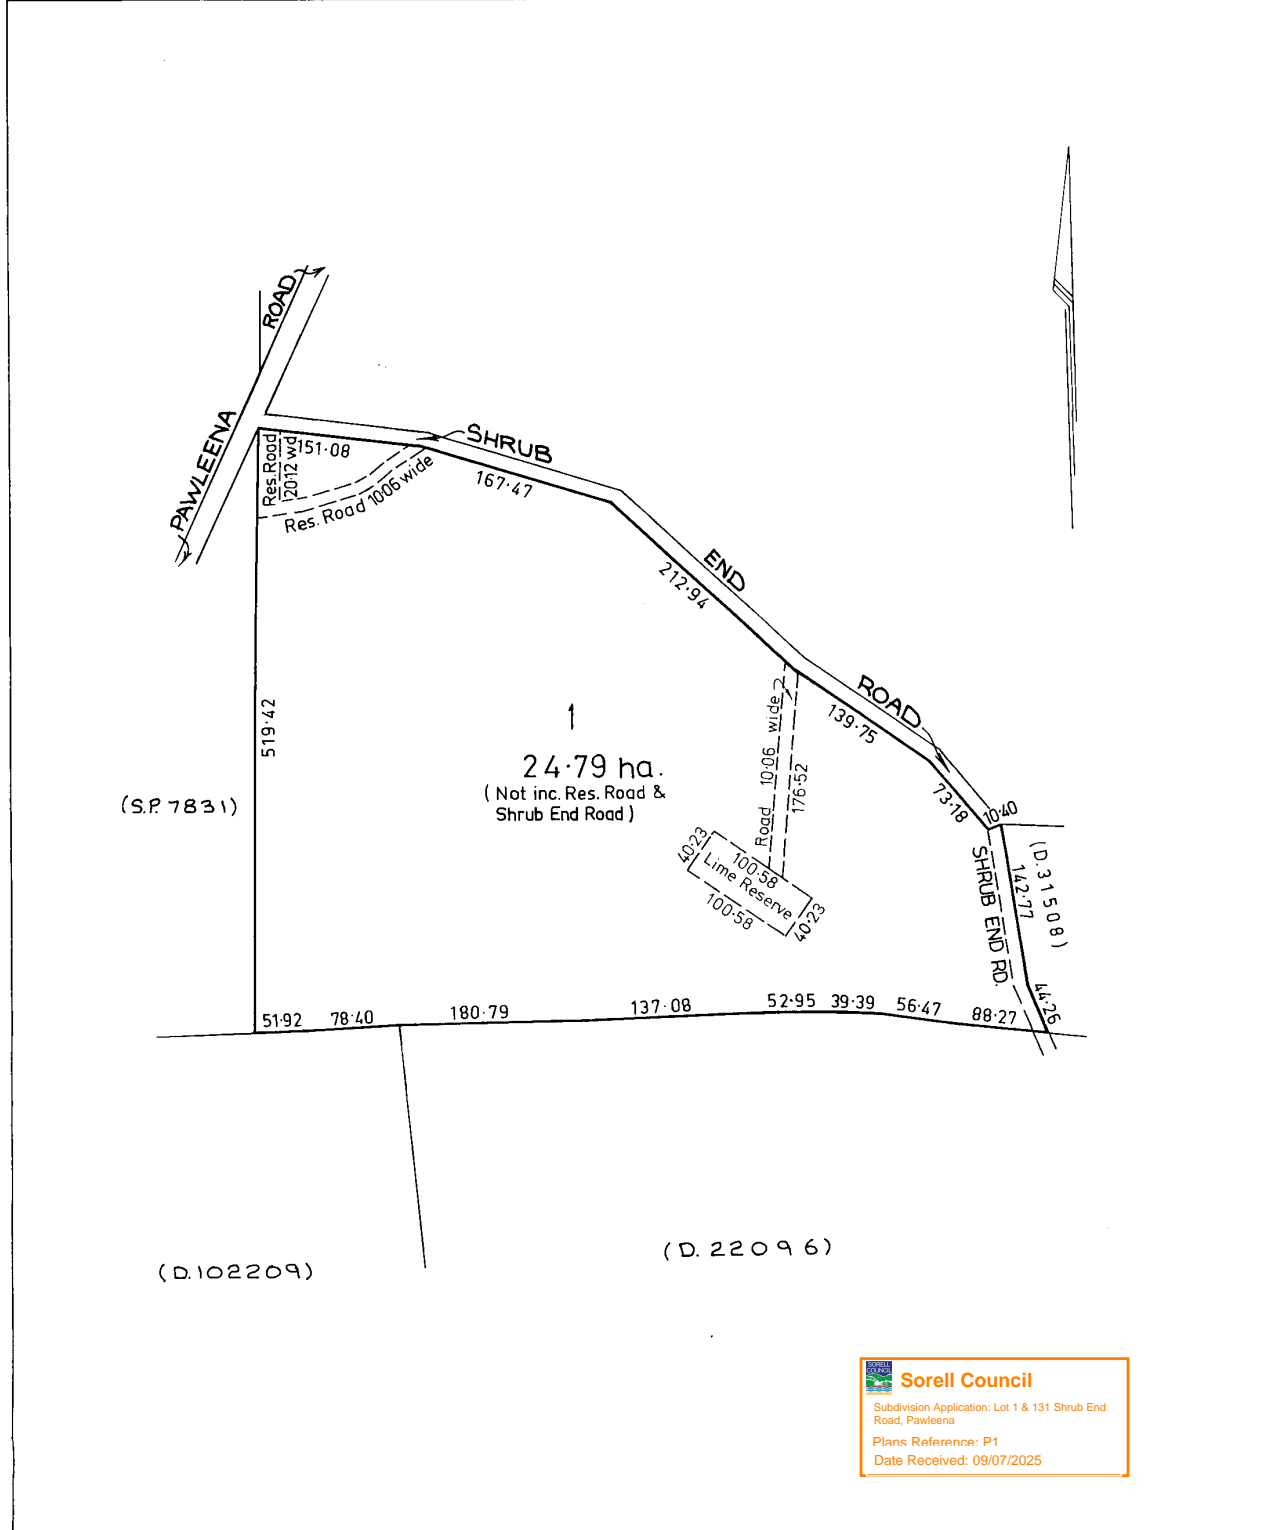 ROAD
PAWLEENA
SHRUB
END
ROAD
Res. Road
20·12 wd
151·08
Res. Road 10·06 wide
167·47
212·94
139·75
73·18
10·40
519·42
1
24·79 ha.
( Not inc. Res. Road &
Shrub End Road )
Road 10·06 wide
176·52
40·23
100·58
Lime Reserve
100·58
40·23
SHRUB END RD.
142·77
(D.31508)
44·26
(S.P. 7831)
51·92
78·40
180·79
137·08
52·95
39·39
56·47
88·27
(D.102209)
(D. 22096)
SORELL
COUNCIL
Sorell Council
Subdivision Application: Lot 1 & 131 Shrub End
Road, Pawleena
Plans Reference: P1
Date Received: 09/07/2025